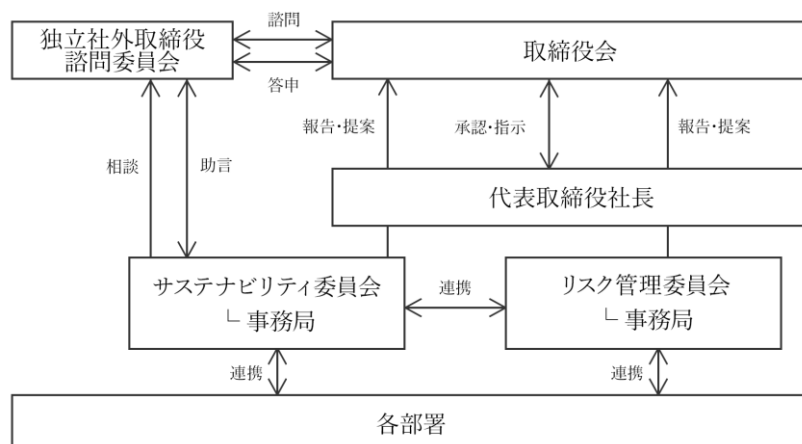 諮問
独立社外取締役
諮問委員会
取締役会
答申
報告・提案
承認・指示
報告・提案
相談
助言
代表取締役社長
サステナビリティ委員会
└ 事務局
連携
リスク管理委員会
└ 事務局
連携
連携
各部署